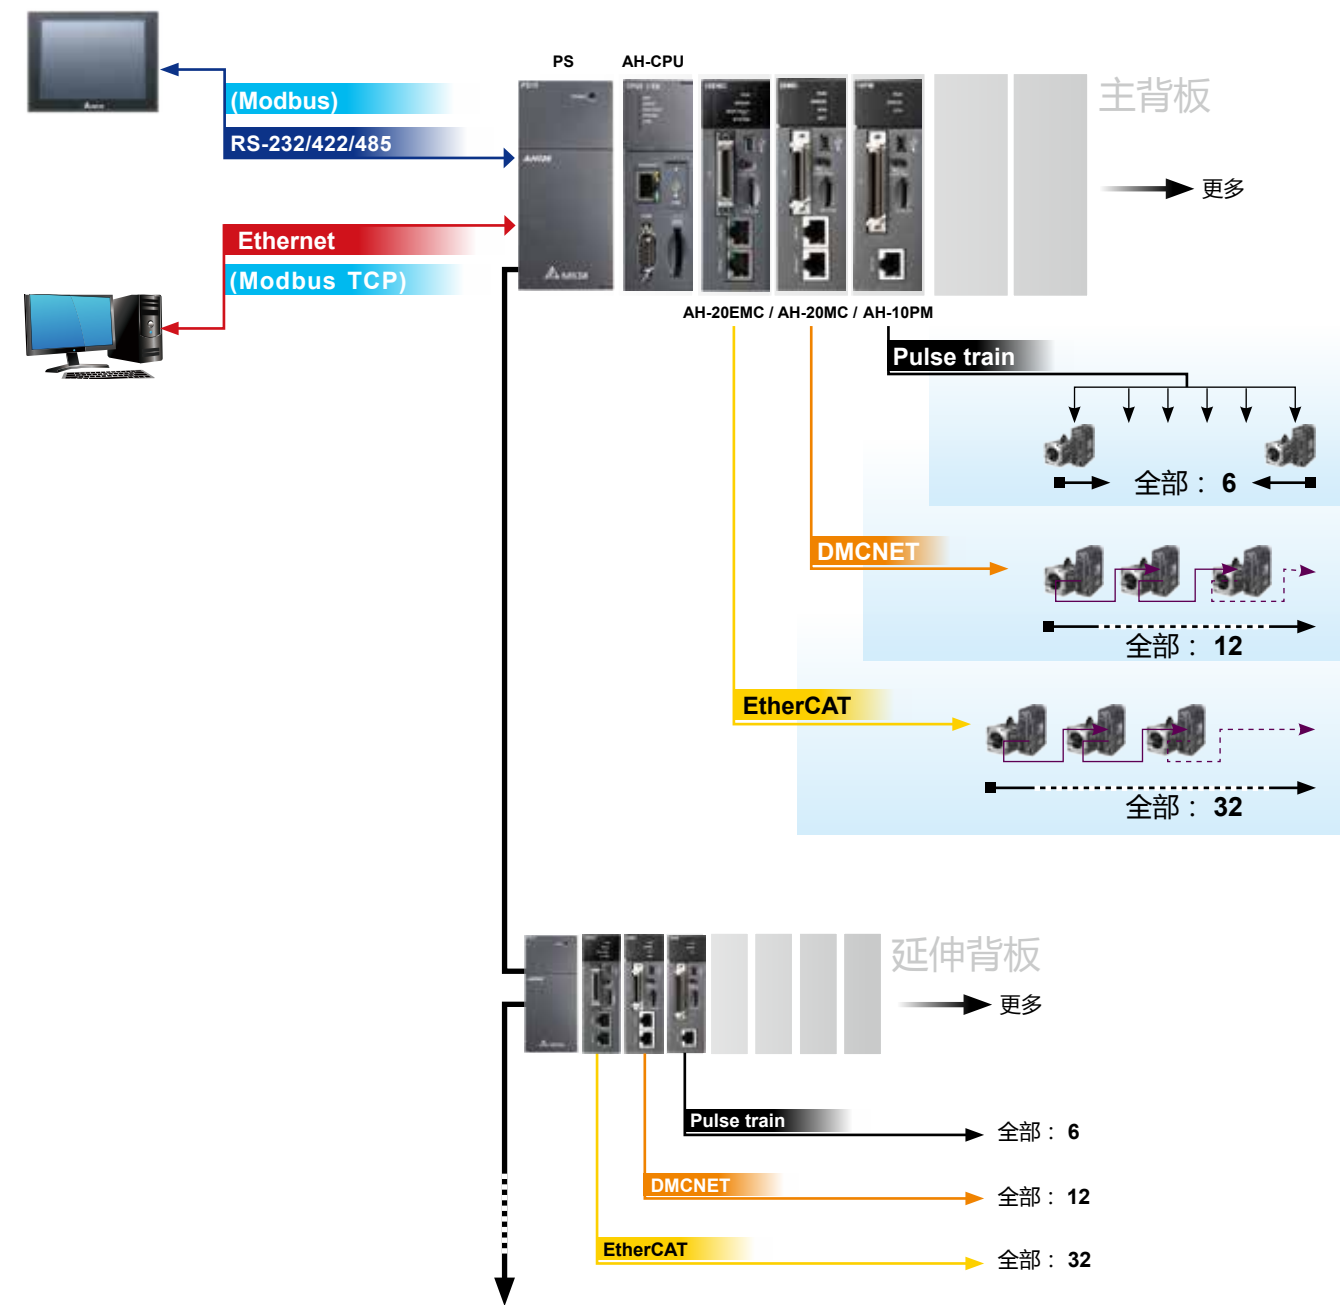 PS
AH-CPU
主背板
(Modbus)
RS-232/422/485
更多
Ethernet
(Modbus TCP)
AH-20EMC / AH-20MC / AH-10PM
Pulse train
全部： 6
DMCNET
全部： 12
EtherCAT
全部： 32
延伸背板
更多
Pulse train
全部： 6
DMCNET
全部： 12
EtherCAT
全部： 32